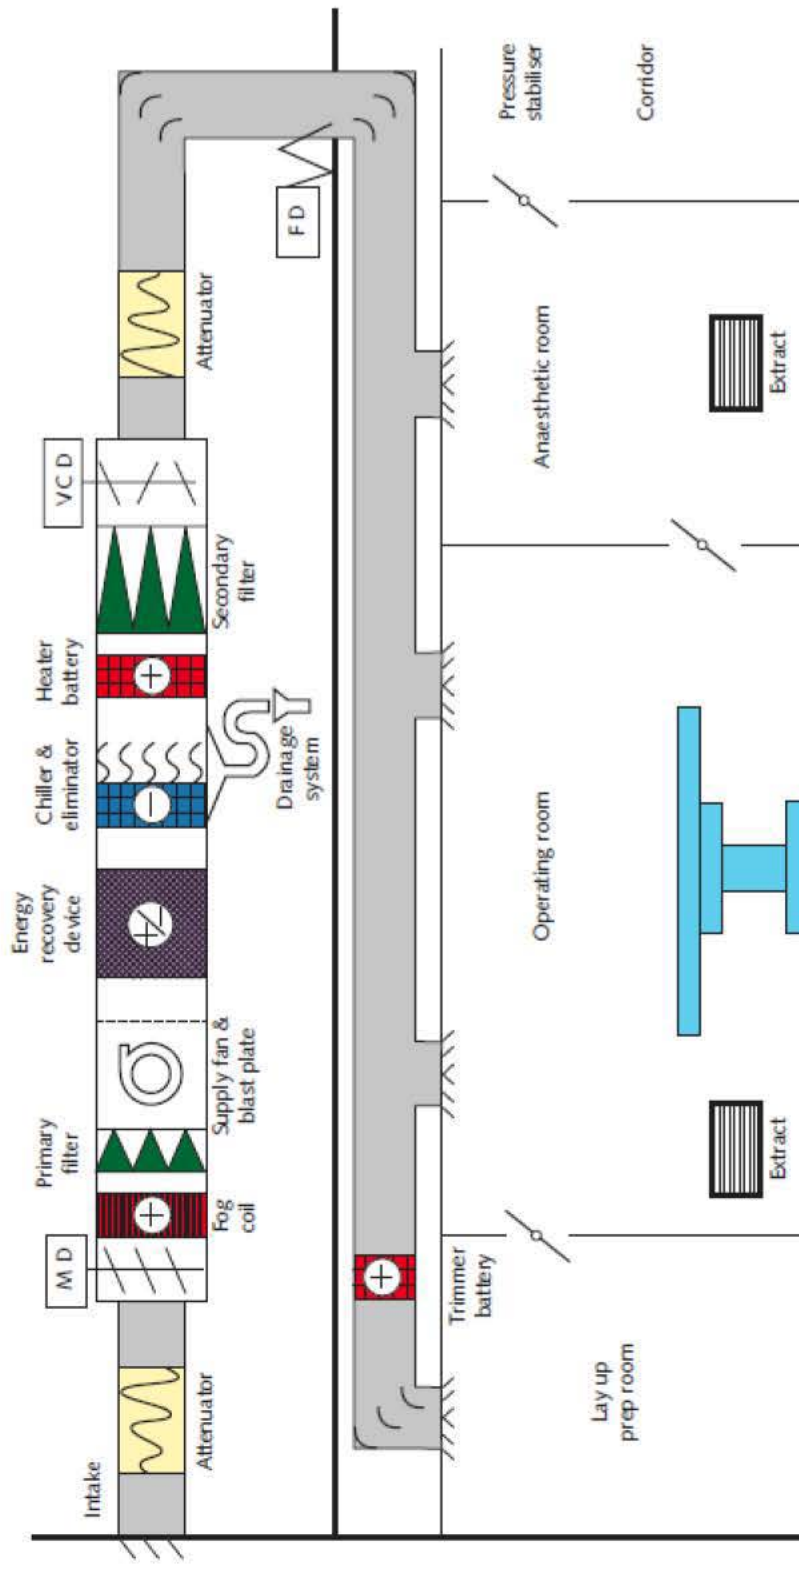 Intake
Attenuator
M D
Fog
coil
Primary
filter
Supply fan &
blast plate
Energy
recovery
device
Chiller &
eliminator
Drainage
system
Heater
battery
Secondary
filter
VC D
Attenuator
F D
Trimmer
battery
Lay up
prep room
Extract
Operating room
Anaesthetic room
Extract
Pressure
stabiliser
Corridor